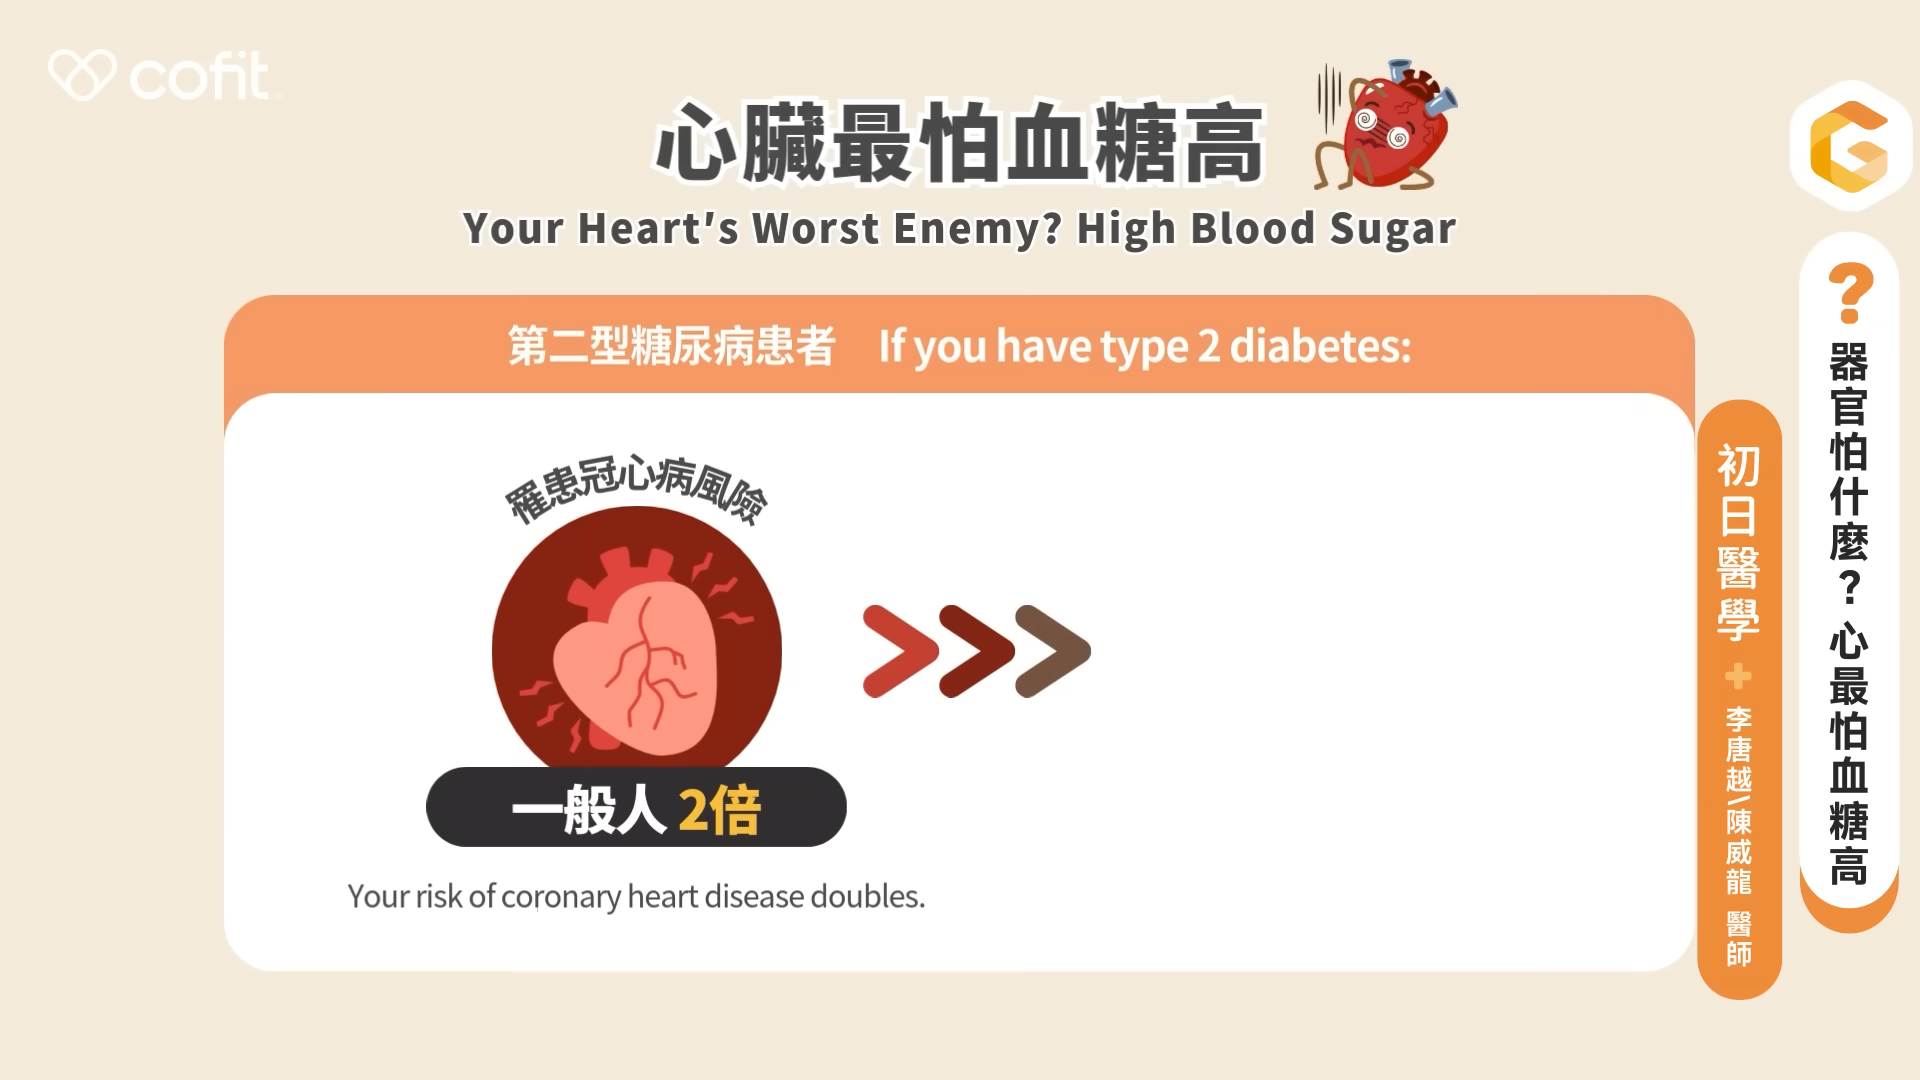 cofit
心臟最怕血糖高
Your Heart's Worst Enemy? High Blood Sugar
第二型糖尿病患者 If you have type 2 diabetes:
罹患冠心病風險
一般人 2倍
Your risk of coronary heart disease doubles.
?
器官怕什麼?心最怕血糖高
初日醫學
李唐越/陳威龍 醫師